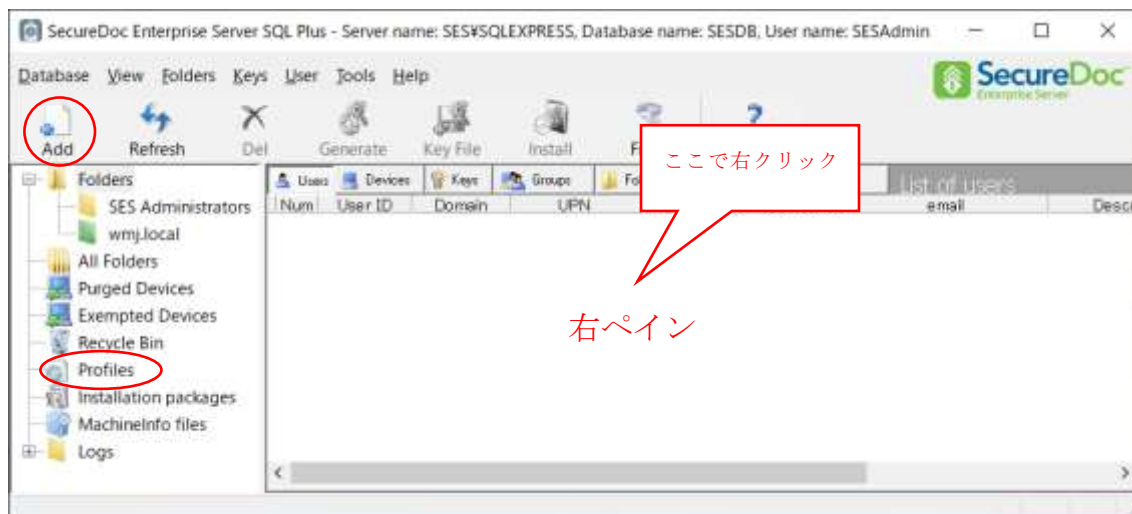 SecureDoc Enterprise Server SQL Plus - Server name: SES¥SQLEXPRESS, Database name: SESDB, User name: SESAdmin
Database View Folders Keys User Tools Help
SecureDoc
Enterprise Server
Add Refresh Del Generate Key File Install
ここで右クリック
Folders
SES Administrators
wmj.local
All Folders
Purged Devices
Exempted Devices
Recycle Bin
Profiles
Installation packages
MachineInfo files
Logs
Users Devices Keys Groups
List of Users
Num User ID Domain UPN email
右ペイン